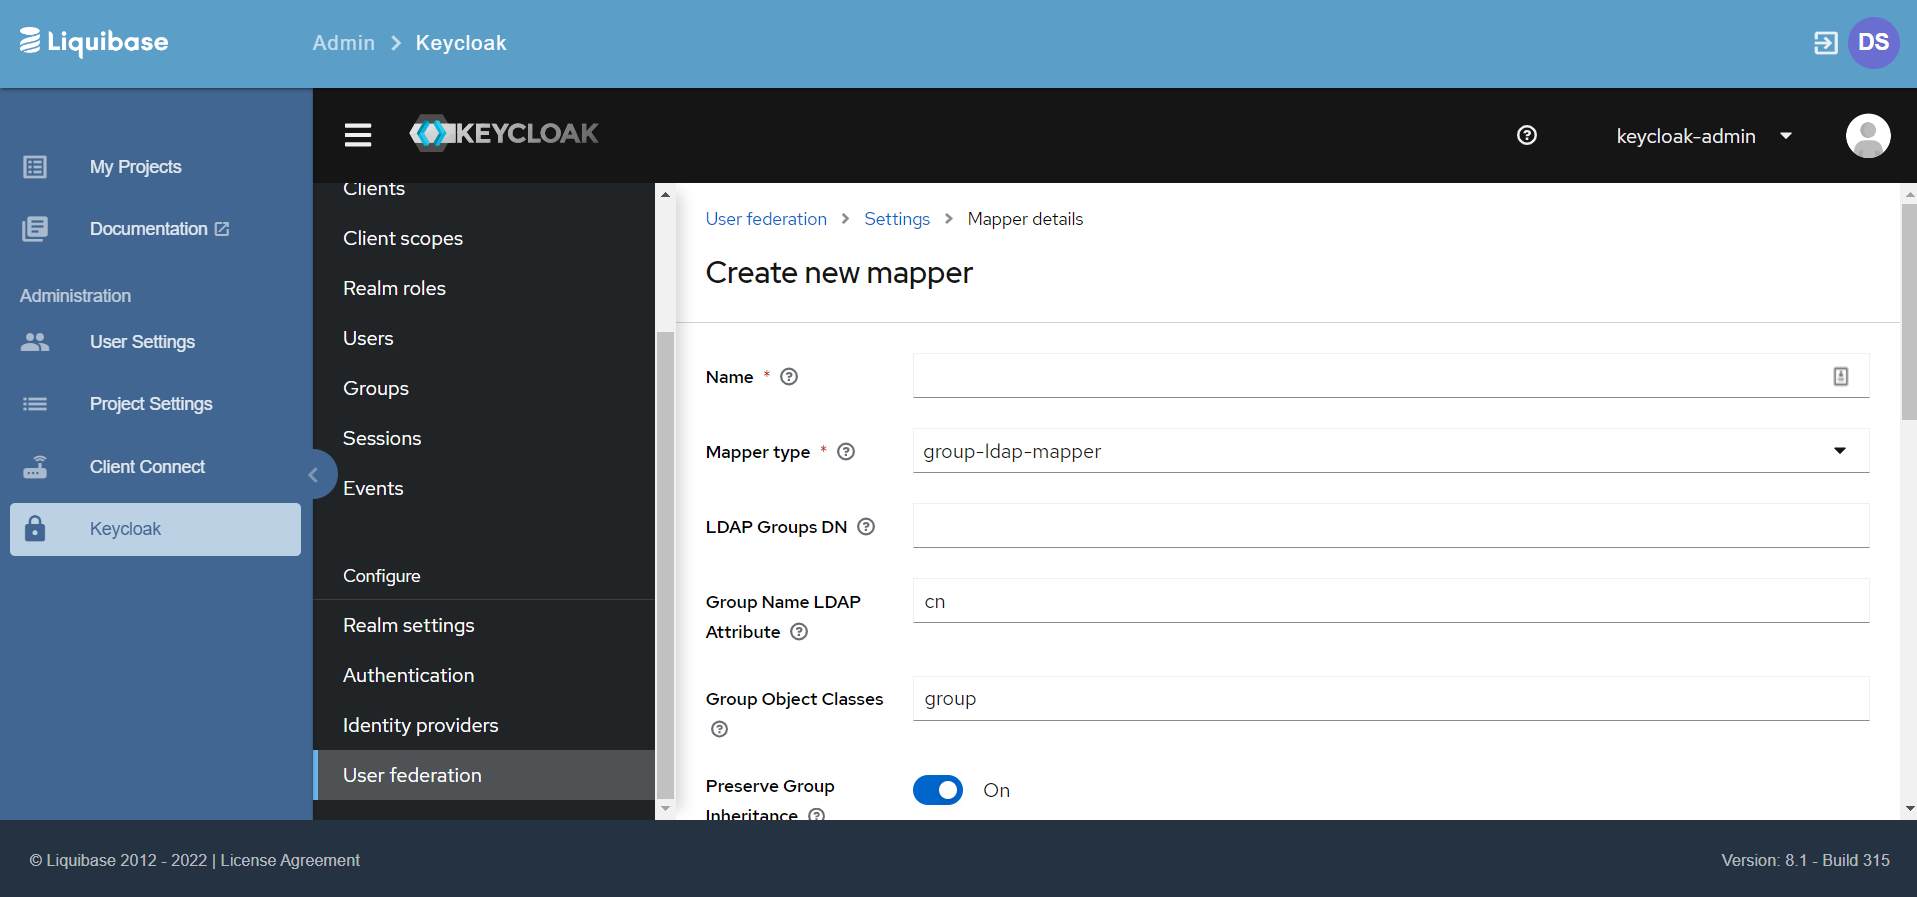 Liquibase
Admin > Keycloak
DS
KEYCLOAK
keycloak-admin
My Projects
Documentation
Administration
User Settings
Project Settings
Client Connect
Keycloak
Clients
Client scopes
Realm roles
Users
Groups
Sessions
Events
Configure
Realm settings
Authentication
Identity providers
User federation
User federation > Settings > Mapper details
Create new mapper
Name *
Mapper type * group-ldap-mapper
LDAP Groups DN
Group Name LDAP cn
Attribute
Group Object Classes group
Preserve Group On
Inheritance
© Liquibase 2012 - 2022 | License Agreement
Version: 8.1 - Build 315